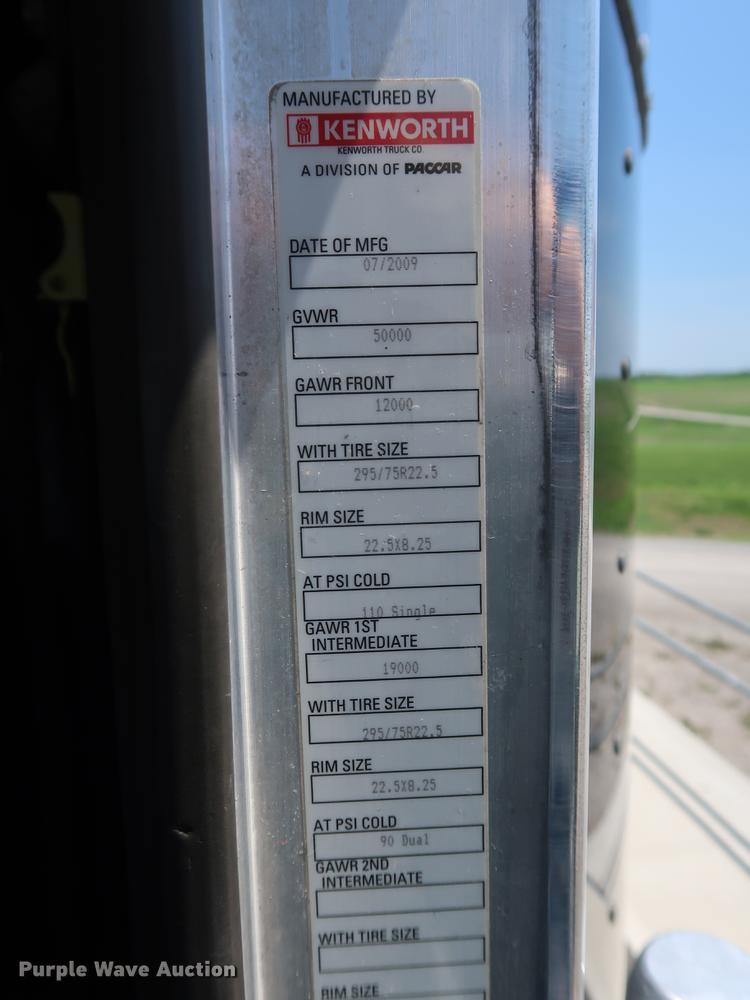 MANUFACTURED BY
KENWORTH
KENWORTH TRUCK CO.
A DIVISION OF PACCAR
DATE OF MFG
07/2009
GVWR
50000
GAWR FRONT
12000
WITH TIRE SIZE
295/75R22.5
RIM SIZE
22.5X8.25
AT PSI COLD
110 Single
GAWR 1ST
INTERMEDIATE
19000
WITH TIRE SIZE
295/75R22.5
RIM SIZE
22.5X8.25
AT PSI COLD
90 Dual
GAWR 2ND
INTERMEDIATE
WITH TIRE SIZE
RIM SIZE
Purple Wave Auction